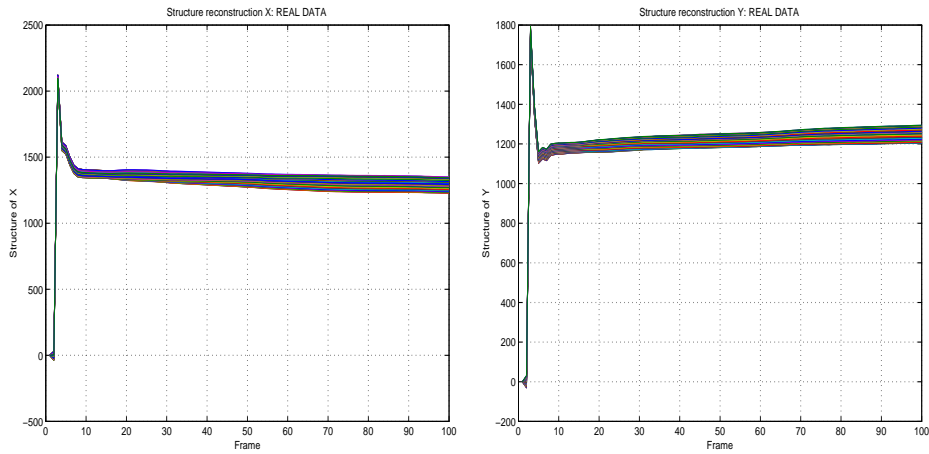 Structure reconstruction X: REAL DATA
2500
2000
1500
1000
500
0
−500
0 10 20 30 40 50 60 70 80 90 100
Structure of X
Frame
Structure reconstruction Y: REAL DATA
1800
1600
1400
1200
1000
800
600
400
200
0
−200
0 10 20 30 40 50 60 70 80 90 100
Structure of Y
Frame